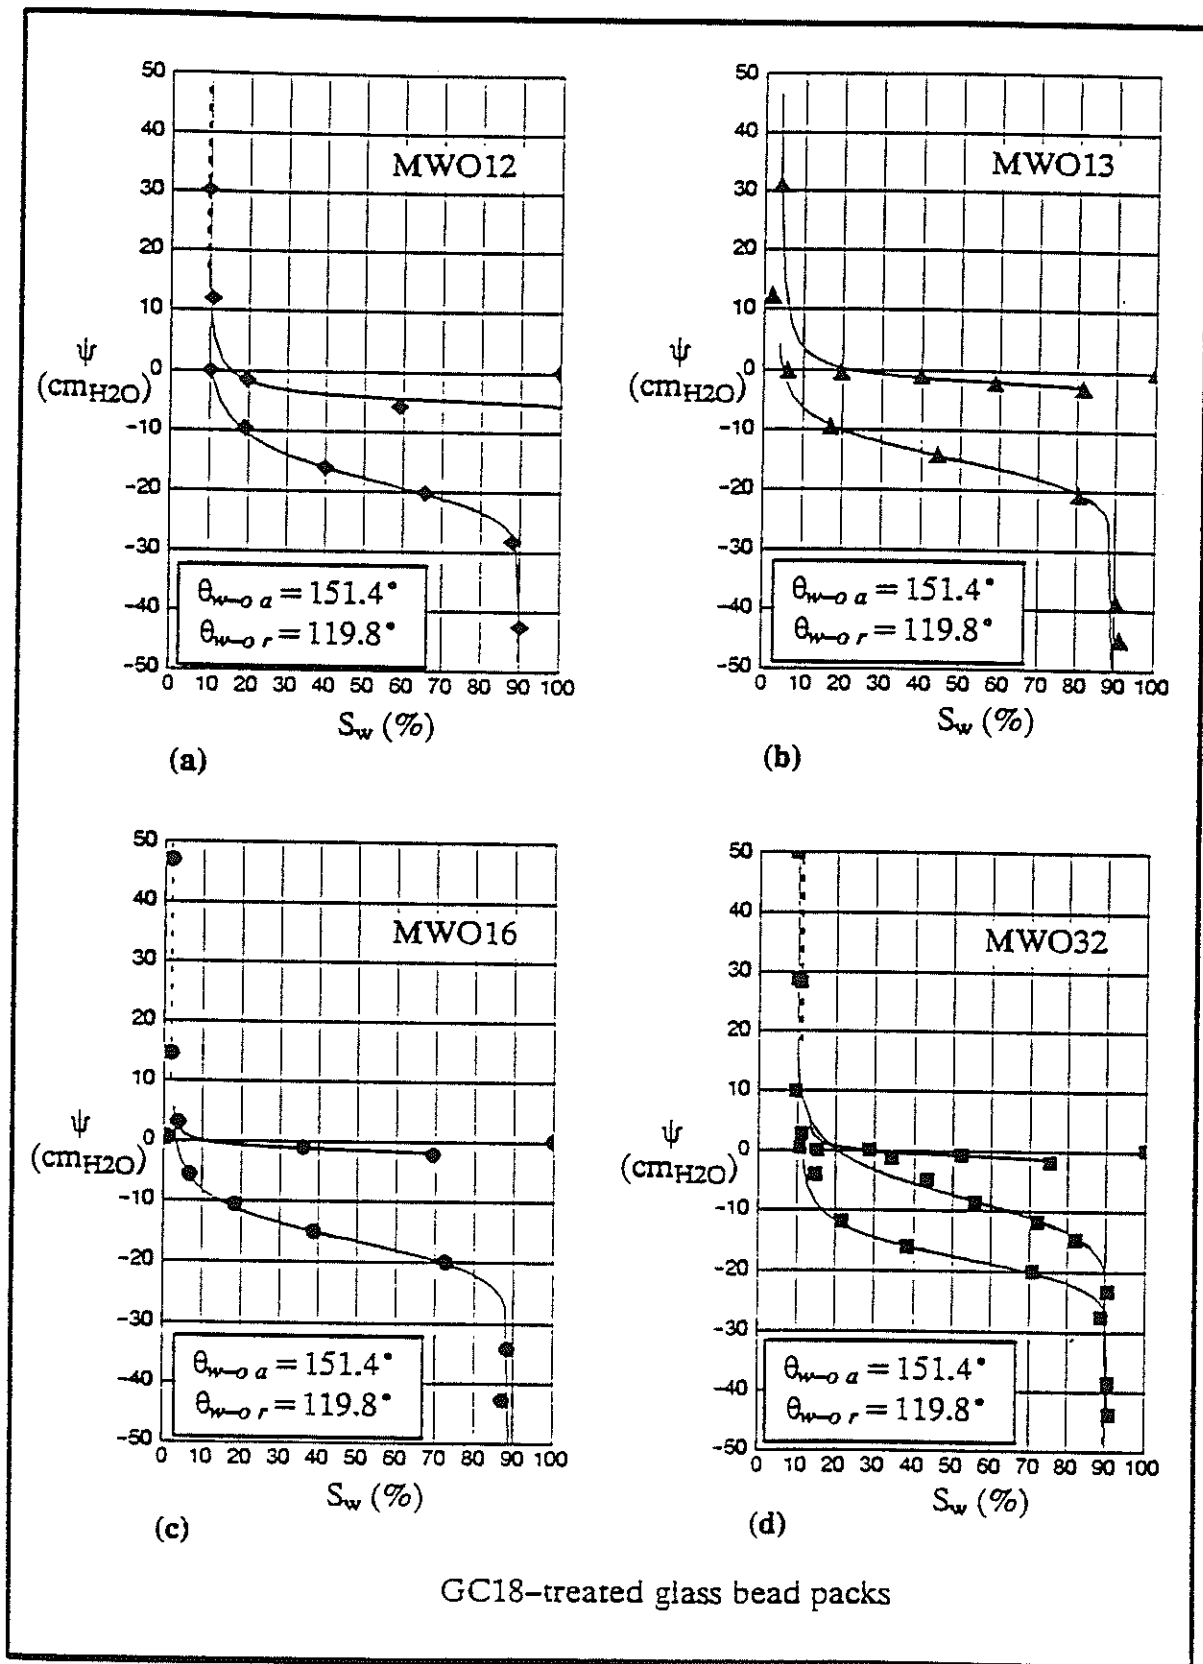 50
40
30
20
10
0
-10
-20
-30
-40
-50
ψ
(cmH2O)
MWO12
θw-o a = 151.4°
θw-o r = 119.8°
0 10 20 30 40 50 60 70 80 90 100
Sw (%)
(a)
50
40
30
20
10
0
-10
-20
-30
-40
-50
ψ
(cmH2O)
MWO13
θw-o a = 151.4°
θw-o r = 119.8°
0 10 20 30 40 50 60 70 80 90 100
Sw (%)
(b)
50
40
30
20
10
0
-10
-20
-30
-40
-50
ψ
(cmH2O)
MWO16
θw-o a = 151.4°
θw-o r = 119.8°
0 10 20 30 40 50 60 70 80 90 100
Sw (%)
(c)
50
40
30
20
10
0
-10
-20
-30
-40
-50
ψ
(cmH2O)
MWO32
θw-o a = 151.4°
θw-o r = 119.8°
0 10 20 30 40 50 60 70 80 90 100
Sw (%)
(d)
GC18-treated glass bead packs